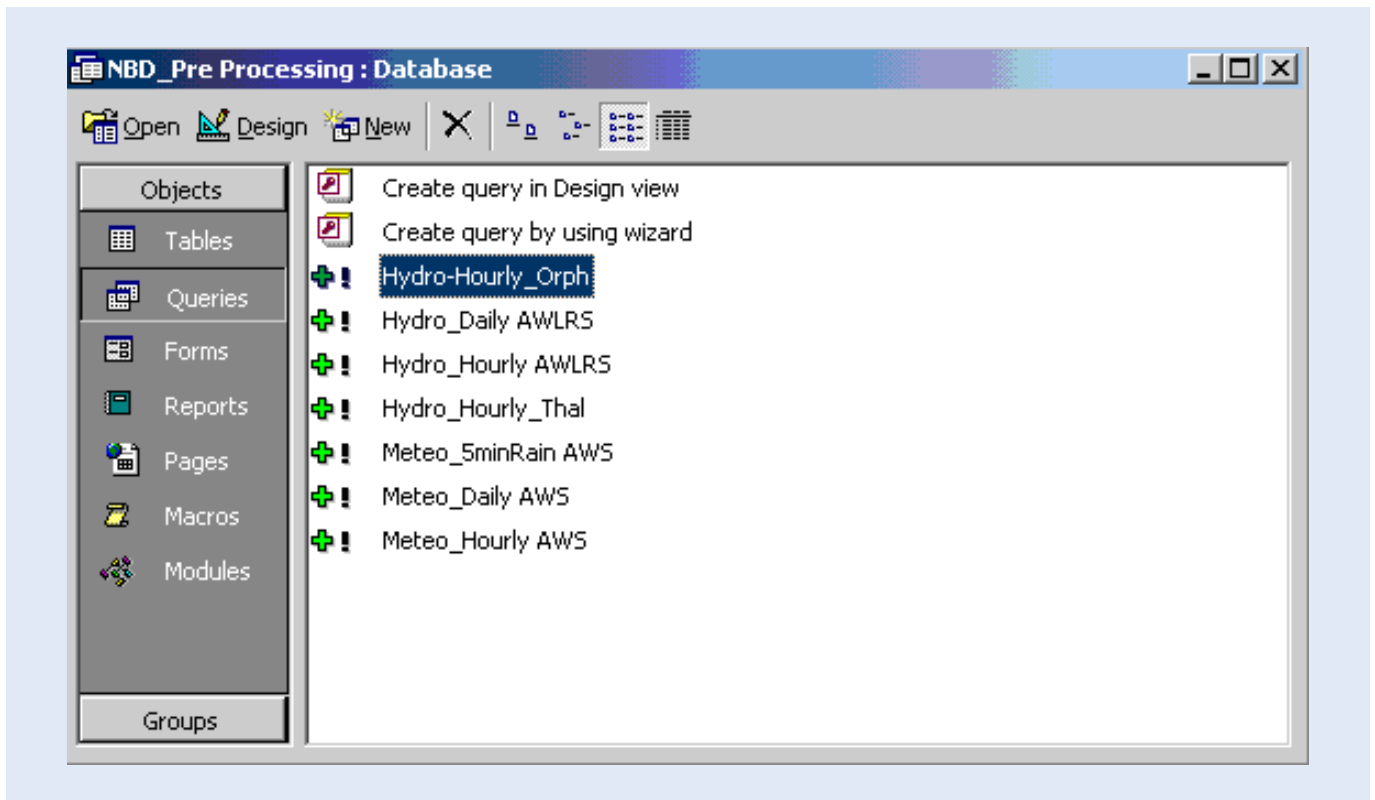 NBD_Pre Processing : Database
Open Design New
Objects
Tables
Queries
Forms
Reports
Pages
Macros
Modules
Groups
Create query in Design view
Create query by using wizard
Hydro-Hourly_Orph
Hydro_Daily AWLRS
Hydro_Hourly AWLRS
Hydro_Hourly_Thal
Meteo_5minRain AWS
Meteo_Daily AWS
Meteo_Hourly AWS